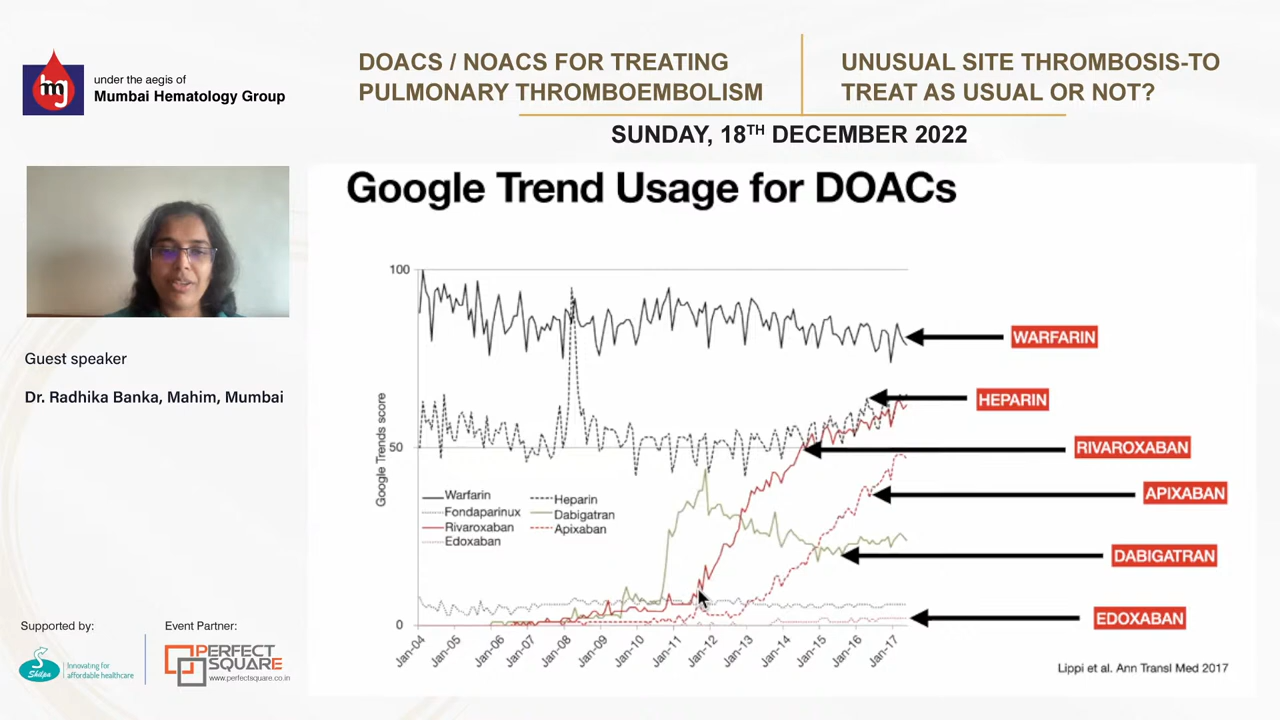 mg
under the aegis of
Mumbai Hematology Group
DOACS / NOACS FOR TREATING
PULMONARY THROMBOEMBOLISM
UNUSUAL SITE THROMBOSIS-TO
TREAT AS USUAL OR NOT?
SUNDAY, 18TH DECEMBER 2022
Guest speaker
Dr. Radhika Banka, Mahim, Mumbai
Google Trend Usage for DOACs
Google Trends score
100
50
0
Warfarin
Fondaparinux
Rivaroxaban
Edoxaban
Heparin
Dabigatran
Apixaban
Jan-04
Jan-05
Jan-06
Jan-07
Jan-08
Jan-09
Jan-10
Jan-11
Jan-12
Jan-13
Jan-14
Jan-15
Jan-16
Jan-17
WARFARIN
HEPARIN
RIVAROXABAN
APIXABAN
DABIGATRAN
EDOXABAN
Lippi et al. Ann Transl Med 2017
Supported by:
Shilpa
Innovating for
affordable healthcare
Event Partner:
PERFECT
SQUARE
www.perfectsquare.co.in